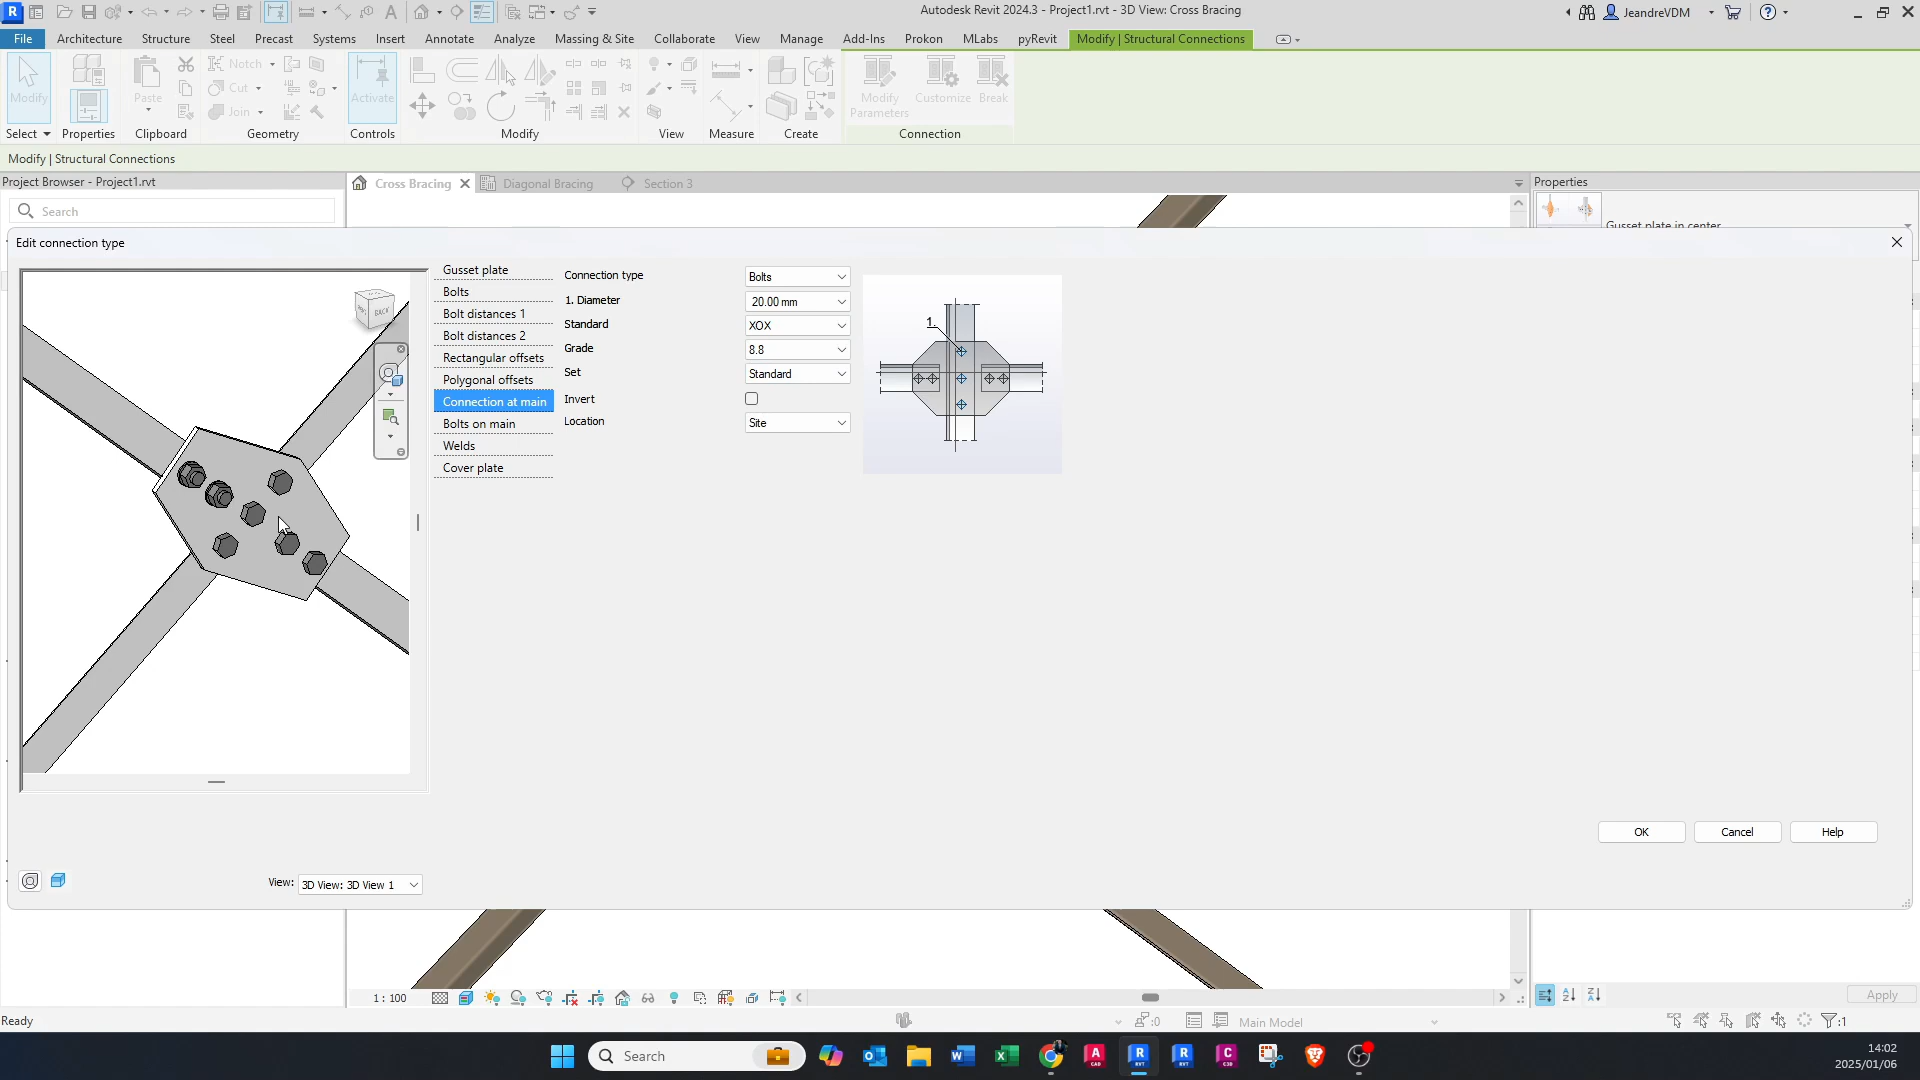 Autodesk Revit 2024.3 - Project1.rvt - 3D View: Cross Bracing
JeandreVDM
File
Architecture
Structure
Steel
Precast
Systems
Insert
Annotate
Analyze
Massing & Site
Collaborate
View
Manage
Add-Ins
Prokon
MLabs
pyRevit
Modify | Structural Connections
Modify
Paste
Notch
Cut
Join
Activate
Modify Parameters
Customize
Break
Select
Properties
Clipboard
Geometry
Controls
Modify
View
Measure
Create
Connection
Modify | Structural Connections
Project Browser - Project1.rvt
Cross Bracing
Diagonal Bracing
Section 3
Properties
Search
Gusset plate in center
Edit connection type
BACK
Gusset plate
Bolts
Bolt distances 1
Bolt distances 2
Rectangular offsets
Polygonal offsets
Connection at main
Bolts on main
Welds
Cover plate
Connection type
Bolts
1. Diameter
20.00 mm
Standard
XOX
Grade
8.8
Set
Standard
Invert
Location
Site
1.
OK
Cancel
Help
View:
3D View: 3D View 1
1 : 100
Apply
Ready
:0
Main Model
:1
Search
14:02
2025/01/06